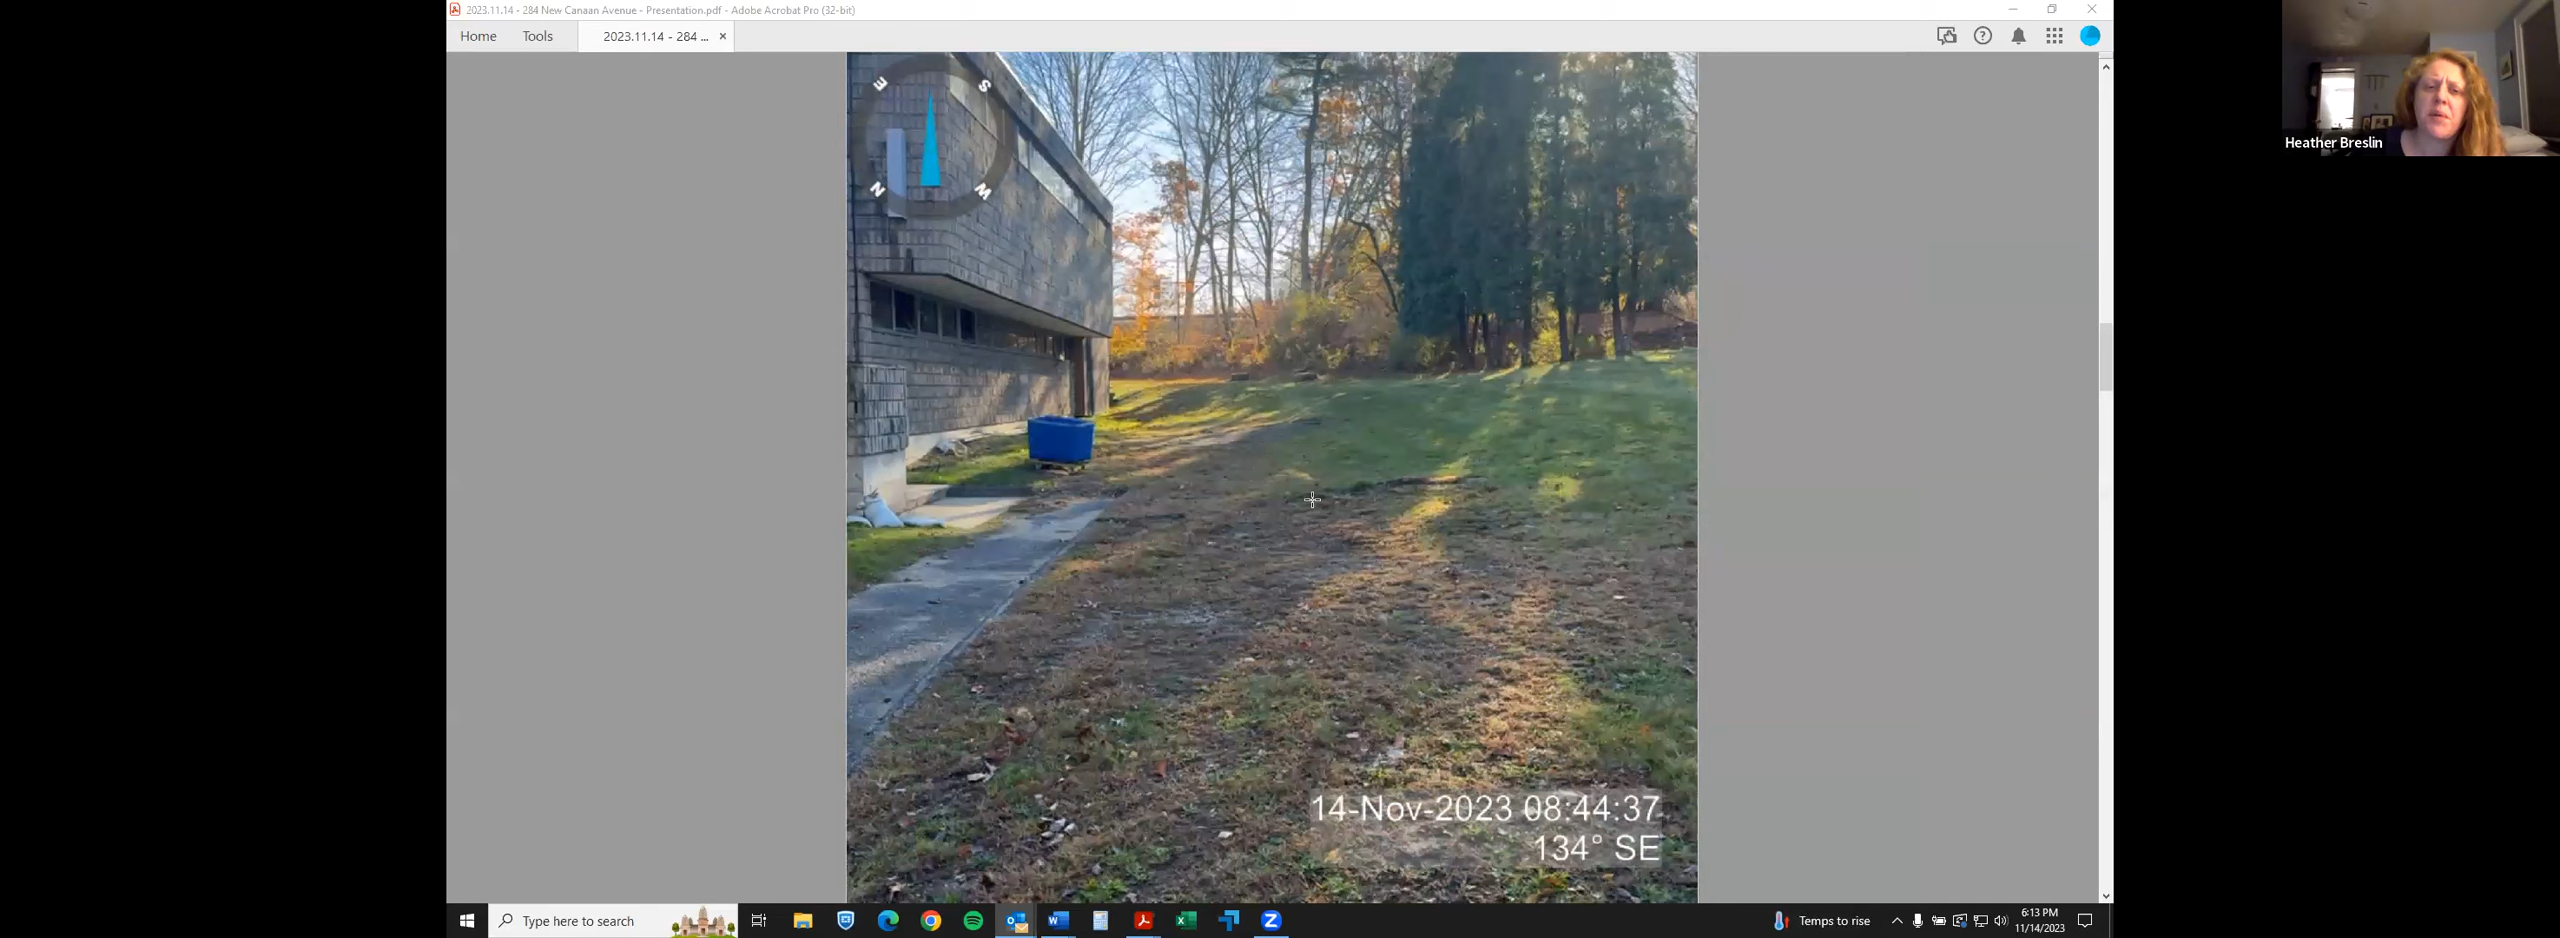 2023.11.14 - 284 New Canaan Avenue - Presentation.pdf - Adobe Acrobat Pro (32-bit)
Home
Tools
2023.11.14 - 284 ...
E
S
N
W
Heather Breslin
14-Nov-2023 08:44:37
134° SE
Type here to search
Temps to rise
6:13 PM
11/14/2023